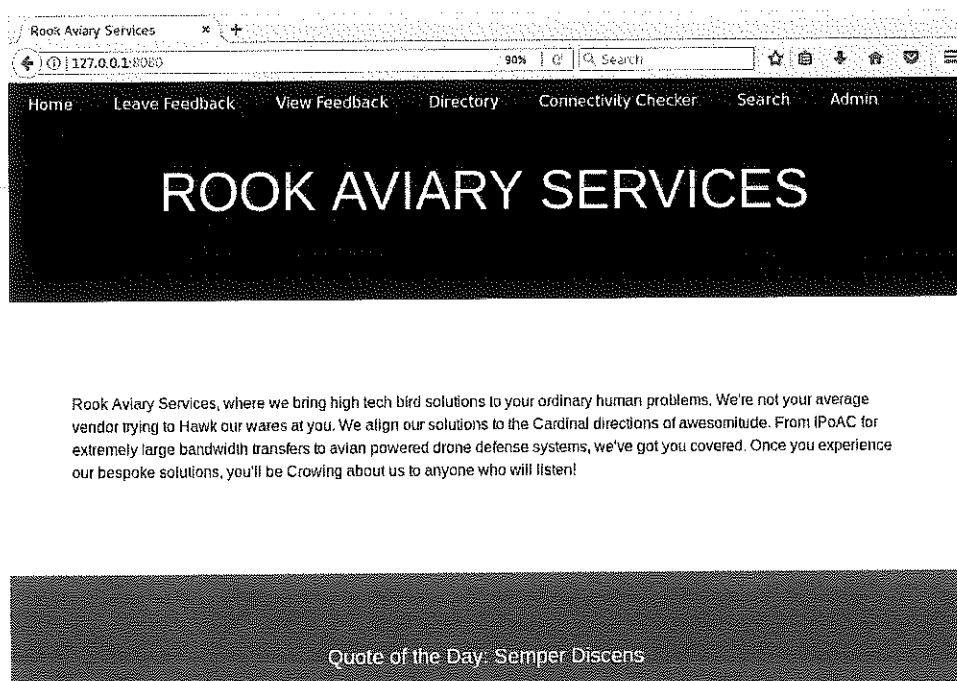 Rook Aviary Services × +
127.0.0.1:8080 90% Search
Home Leave Feedback View Feedback Directory Connectivity Checker Search Admin
ROOK AVIARY SERVICES
Rook Aviary Services, where we bring high tech bird solutions to your ordinary human problems. We're not your average
vendor trying to Hawk our wares at you. We align our solutions to the Cardinal directions of awesomitude. From IPoAC for
extremely large bandwidth transfers to avian powered drone defense systems, we've got you covered. Once you experience
our bespoke solutions, you'll be Crowing about us to anyone who will listen!
Quote of the Day: Semper Discens